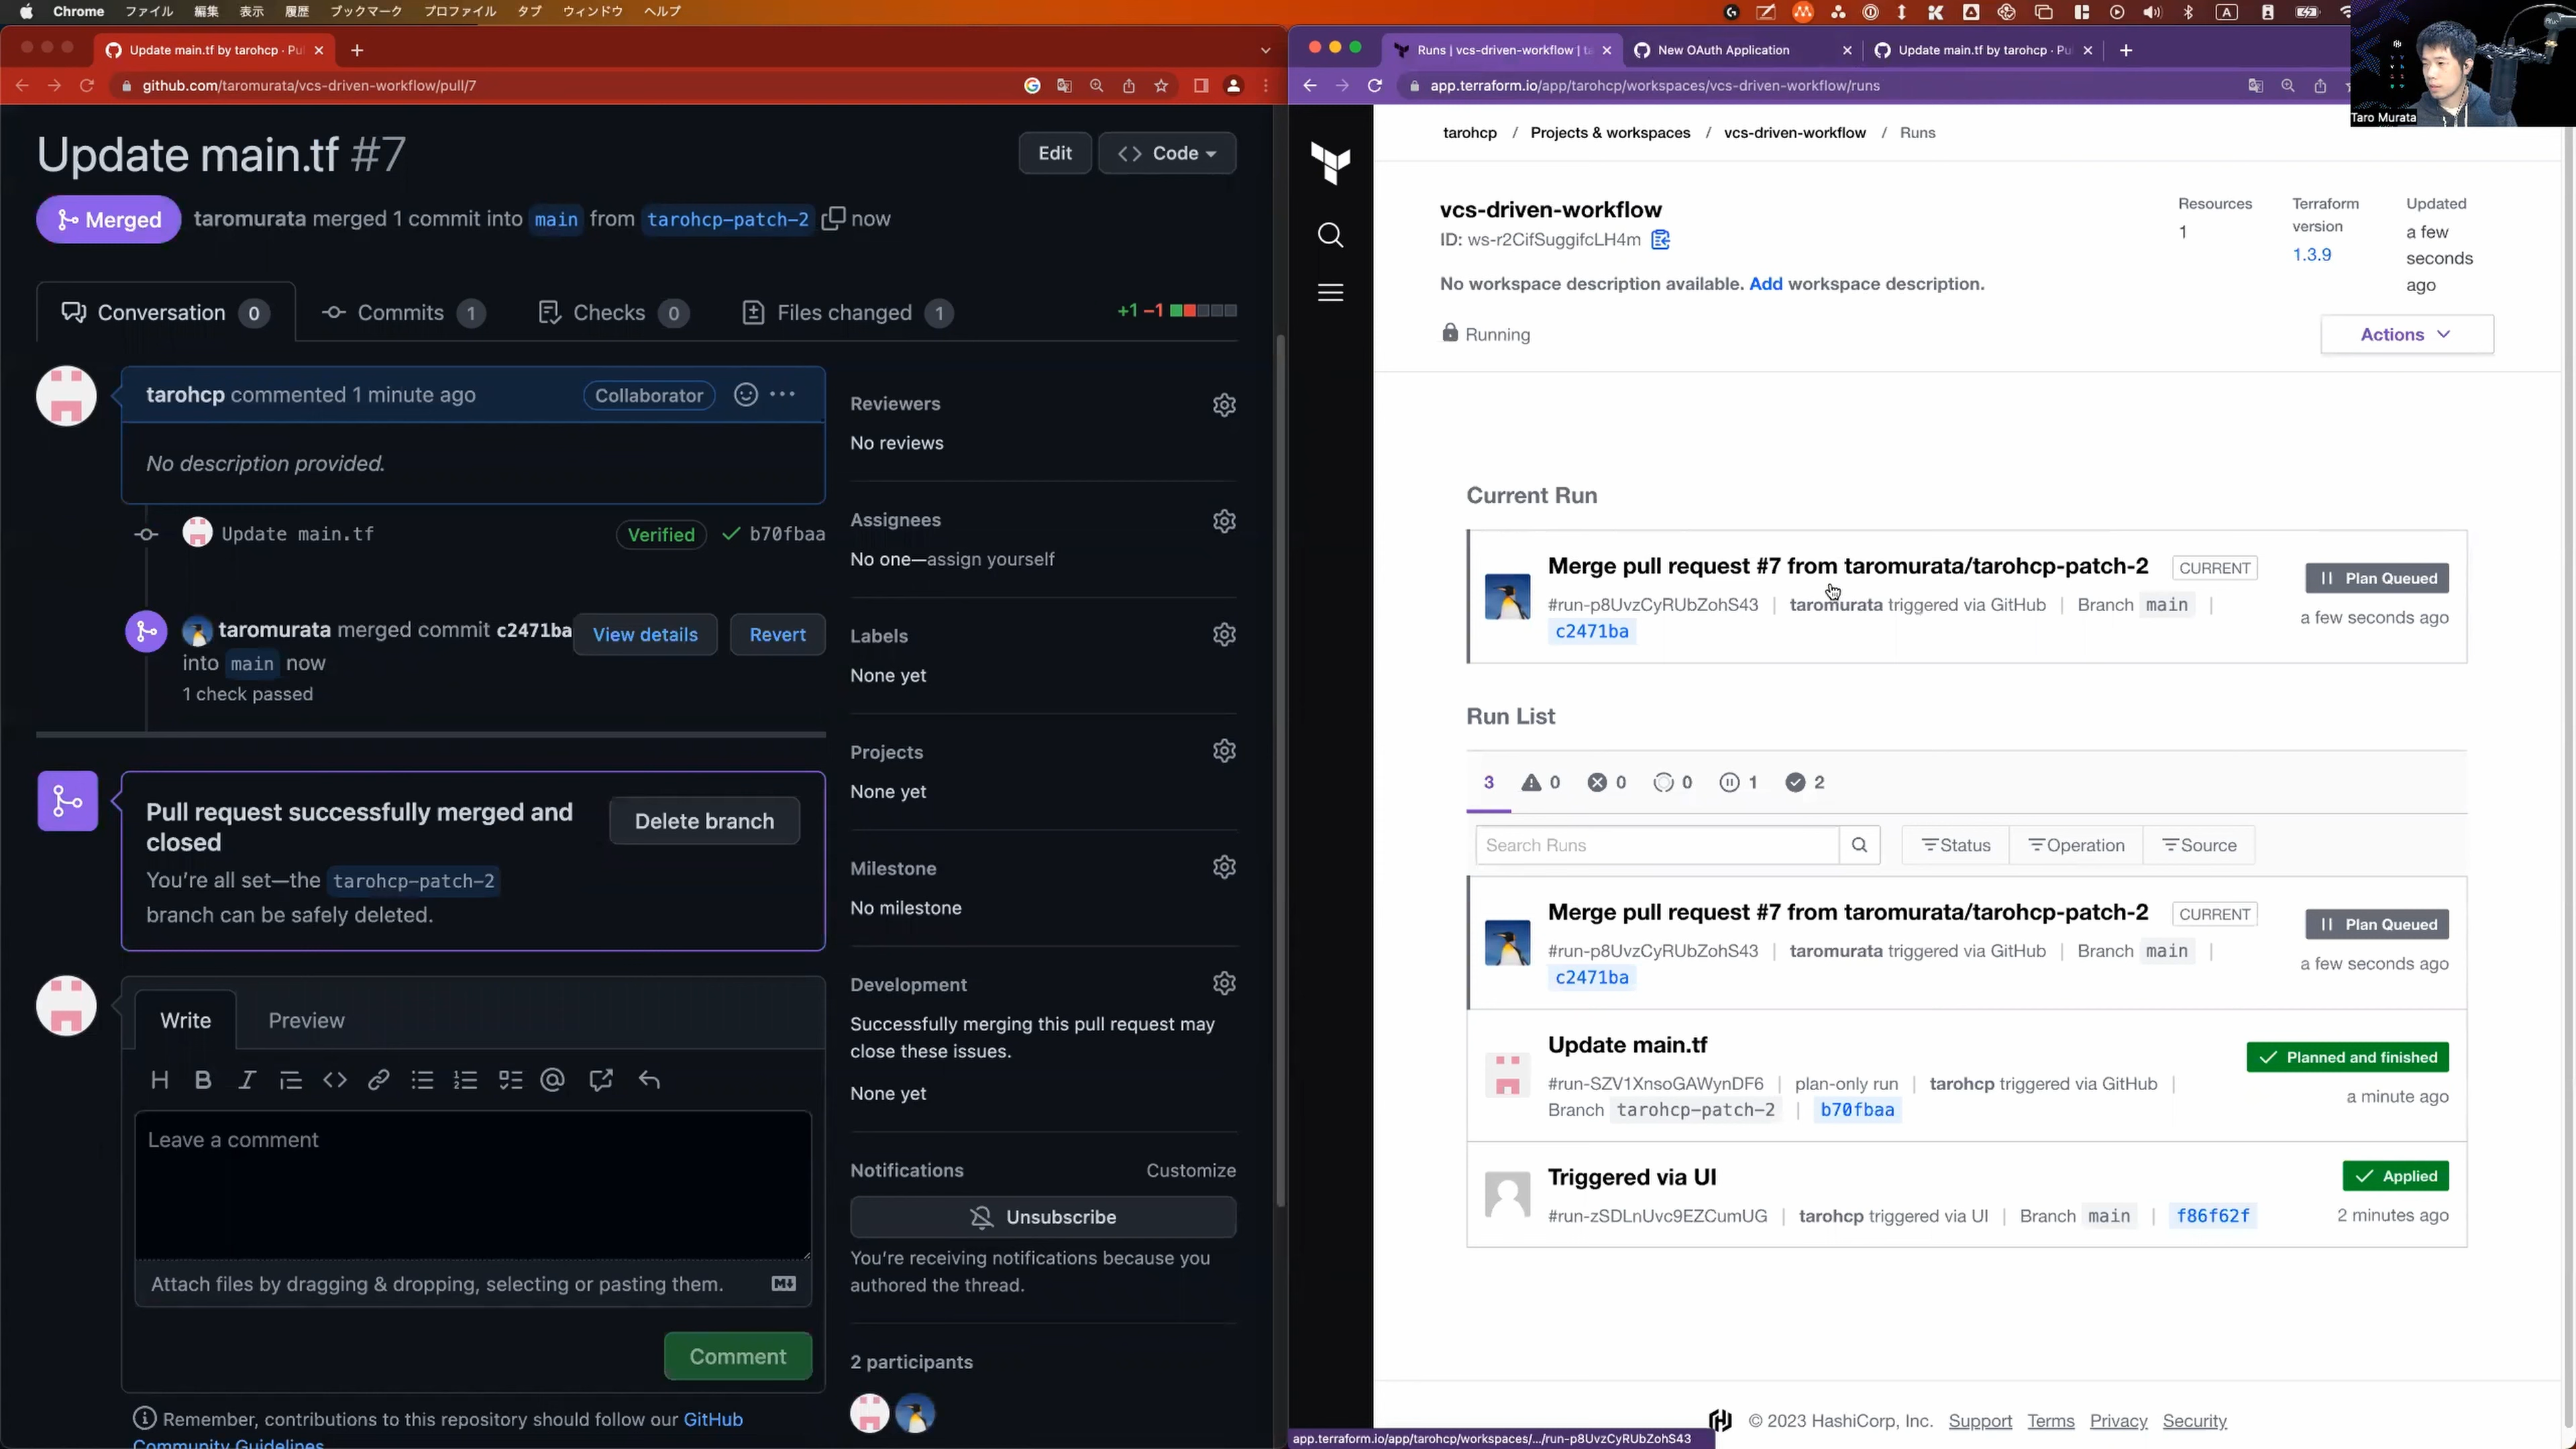 Chrome ファイル 編集 表示 履歴 ブックマーク プロファイル タブ ウィンドウ ヘルプ
A
Update main.tf by tarohcp · Pu
github.com/taromurata/vcs-driven-workflow/pull/7
Update main.tf #7
Edit
Code
Merged
taromurata merged 1 commit into main from tarohcp-patch-2 now
Conversation 0
Commits 1
Checks 0
Files changed 1
+1 −1
tarohcp commented 1 minute ago
Collaborator
No description provided.
Update main.tf
Verified
b70fbaa
taromurata merged commit c2471ba
into main now
1 check passed
View details
Revert
Pull request successfully merged and
closed
You're all set—the tarohcp-patch-2
branch can be safely deleted.
Delete branch
Write
Preview
Leave a comment
Attach files by dragging & dropping, selecting or pasting them.
Comment
Remember, contributions to this repository should follow our GitHub
Community Guidelines
Reviewers
No reviews
Assignees
No one—assign yourself
Labels
None yet
Projects
None yet
Milestone
No milestone
Development
Successfully merging this pull request may
close these issues.
None yet
Notifications
Customize
Unsubscribe
You're receiving notifications because you
authored the thread.
2 participants
Runs | vcs-driven-workflow | ta
New OAuth Application
Update main.tf by tarohcp · Pu
app.terraform.io/app/tarohcp/workspaces/vcs-driven-workflow/runs
Taro Murata
tarohcp / Projects & workspaces / vcs-driven-workflow / Runs
vcs-driven-workflow
ID: ws-r2CifSuggifcLH4m
No workspace description available. Add workspace description.
Running
Resources
1
Terraform
version
1.3.9
Updated
a few
seconds
ago
Actions
Current Run
Merge pull request #7 from taromurata/tarohcp-patch-2
CURRENT
#run-p8UvzCyRUbZohS43 | taromurata triggered via GitHub | Branch main |
c2471ba
Plan Queued
a few seconds ago
Run List
3 0 0 0 1 2
Search Runs
Status
Operation
Source
Merge pull request #7 from taromurata/tarohcp-patch-2
CURRENT
#run-p8UvzCyRUbZohS43 | taromurata triggered via GitHub | Branch main |
c2471ba
Plan Queued
a few seconds ago
Update main.tf
#run-SZV1XnsoGAWynDF6 | plan-only run | tarohcp triggered via GitHub |
Branch tarohcp-patch-2 | b70fbaa
Planned and finished
a minute ago
Triggered via UI
#run-zSDLnUvc9EZCumUG | tarohcp triggered via UI | Branch main | f86f62f
Applied
2 minutes ago
© 2023 HashiCorp, Inc. Support Terms Privacy Security
app.terraform.io/app/tarohcp/workspaces/.../run-p8UvzCyRUbZohS43